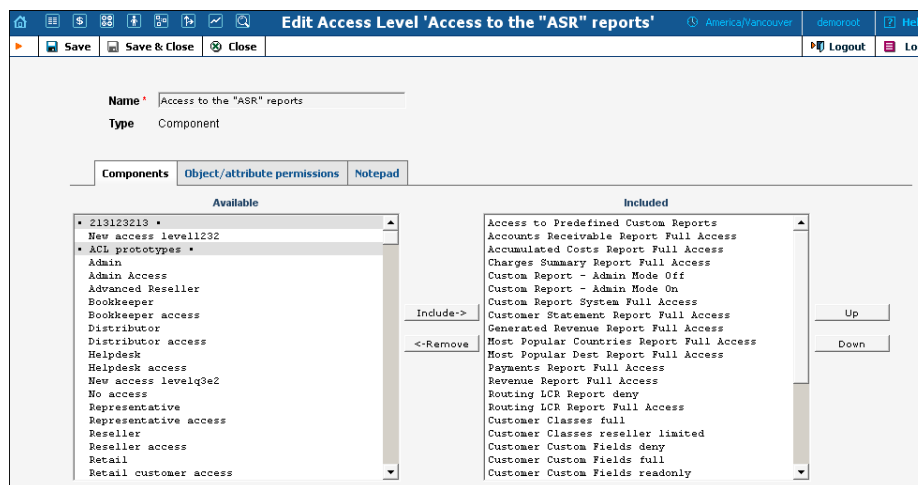 Edit Access Level 'Access to the "ASR" reports'
America/Vancouver
demoroot
? Hel
Save
Save & Close
Close
Logout
Lo
Name *
Access to the "ASR" reports
Type
Component
Components
Object/attribute permissions
Notepad
Available
• 213123213 •
New access level1232
• ACL prototypes •
Admin
Admin Access
Advanced Reseller
Bookkeeper
Bookkeeper access
Distributor
Distributor access
Helpdesk
Helpdesk access
New access levelq3e2
No access
Representative
Representative access
Reseller
Reseller access
Retail
Retail customer access
Include->
<-Remove
Included
Access to Predefined Custom Reports
Accounts Receivable Report Full Access
Accumulated Costs Report Full Access
Charges Summary Report Full Access
Custom Report - Admin Mode Off
Custom Report - Admin Mode On
Custom Report System Full Access
Customer Statement Report Full Access
Generated Revenue Report Full Access
Most Popular Countries Report Full Access
Most Popular Dest Report Full Access
Payments Report Full Access
Revenue Report Full Access
Routing LCR Report deny
Routing LCR Report Full Access
Customer Classes full
Customer Classes reseller limited
Customer Custom Fields deny
Customer Custom Fields full
Customer Custom Fields readonly
Up
Down